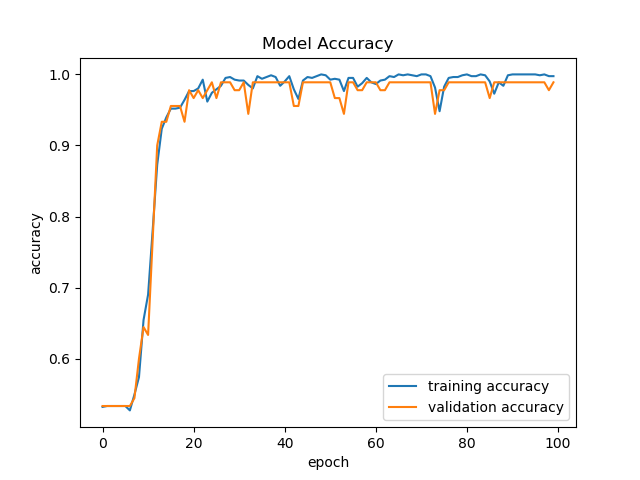 Model Accuracy
1.0
0.9
0.8
0.7
0.6
accuracy
training accuracy
validation accuracy
0 20 40 60 80 100
epoch